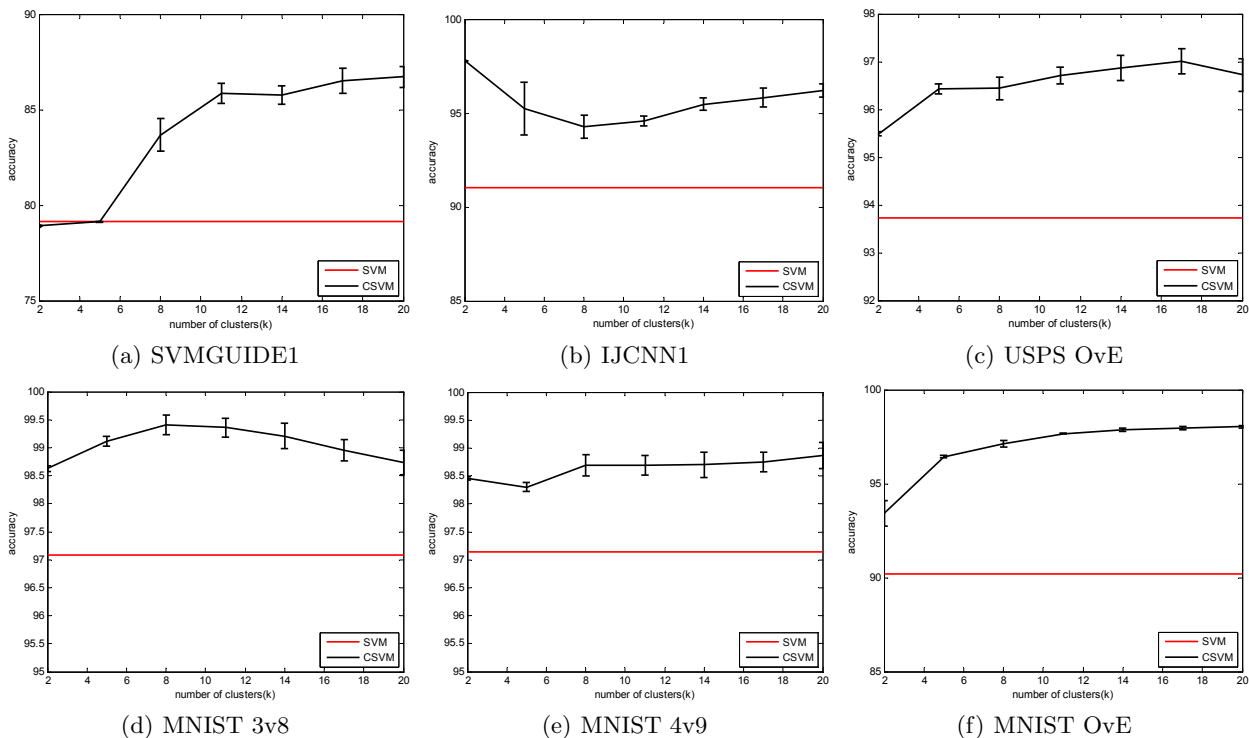 90
85
80
75
accuracy
2 4 6 8 10 12 14 16 18 20
number of clusters(k)
SVM
CSVM
(a) SVMGUIDE1
100
95
90
85
accuracy
2 4 6 8 10 12 14 16 18 20
number of clusters(k)
SVM
CSVM
(b) IJCNN1
98
97
96
95
94
93
92
accuracy
2 4 6 8 10 12 14 16 18 20
number of clusters(k)
SVM
CSVM
(c) USPS OvE
100
99.5
99
98.5
98
97.5
97
96.5
96
95.5
95
accuracy
2 4 6 8 10 12 14 16 18 20
number of clusters(k)
SVM
CSVM
(d) MNIST 3v8
100
99.5
99
98.5
98
97.5
97
96.5
96
95.5
95
accuracy
2 4 6 8 10 12 14 16 18 20
number of clusters(k)
SVM
CSVM
(e) MNIST 4v9
100
95
90
85
accuracy
2 4 6 8 10 12 14 16 18 20
number of clusters(k)
SVM
CSVM
(f) MNIST OvE